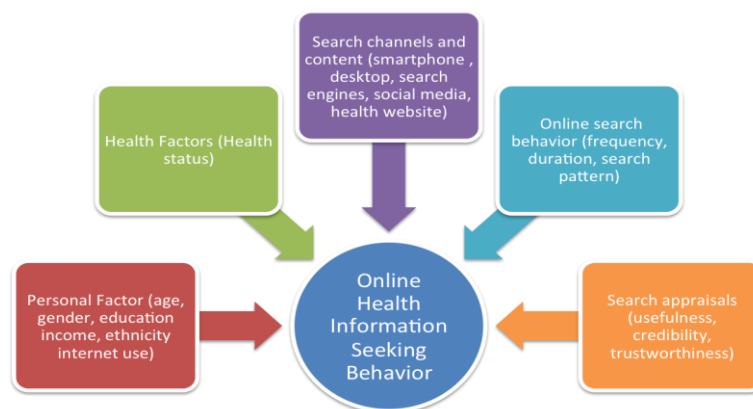 Search channels and
content (smartphone ,
desktop, search
engines, social media,
health website)
Health Factors (Health
status)
Online search
behavior (frequency,
duration, search
pattern)
Personal Factor (age,
gender, education
income, ethnicity
internet use)
Online
Health
Information
Seeking
Behavior
Search appraisals
(usefulness,
credibility,
trustworthiness)